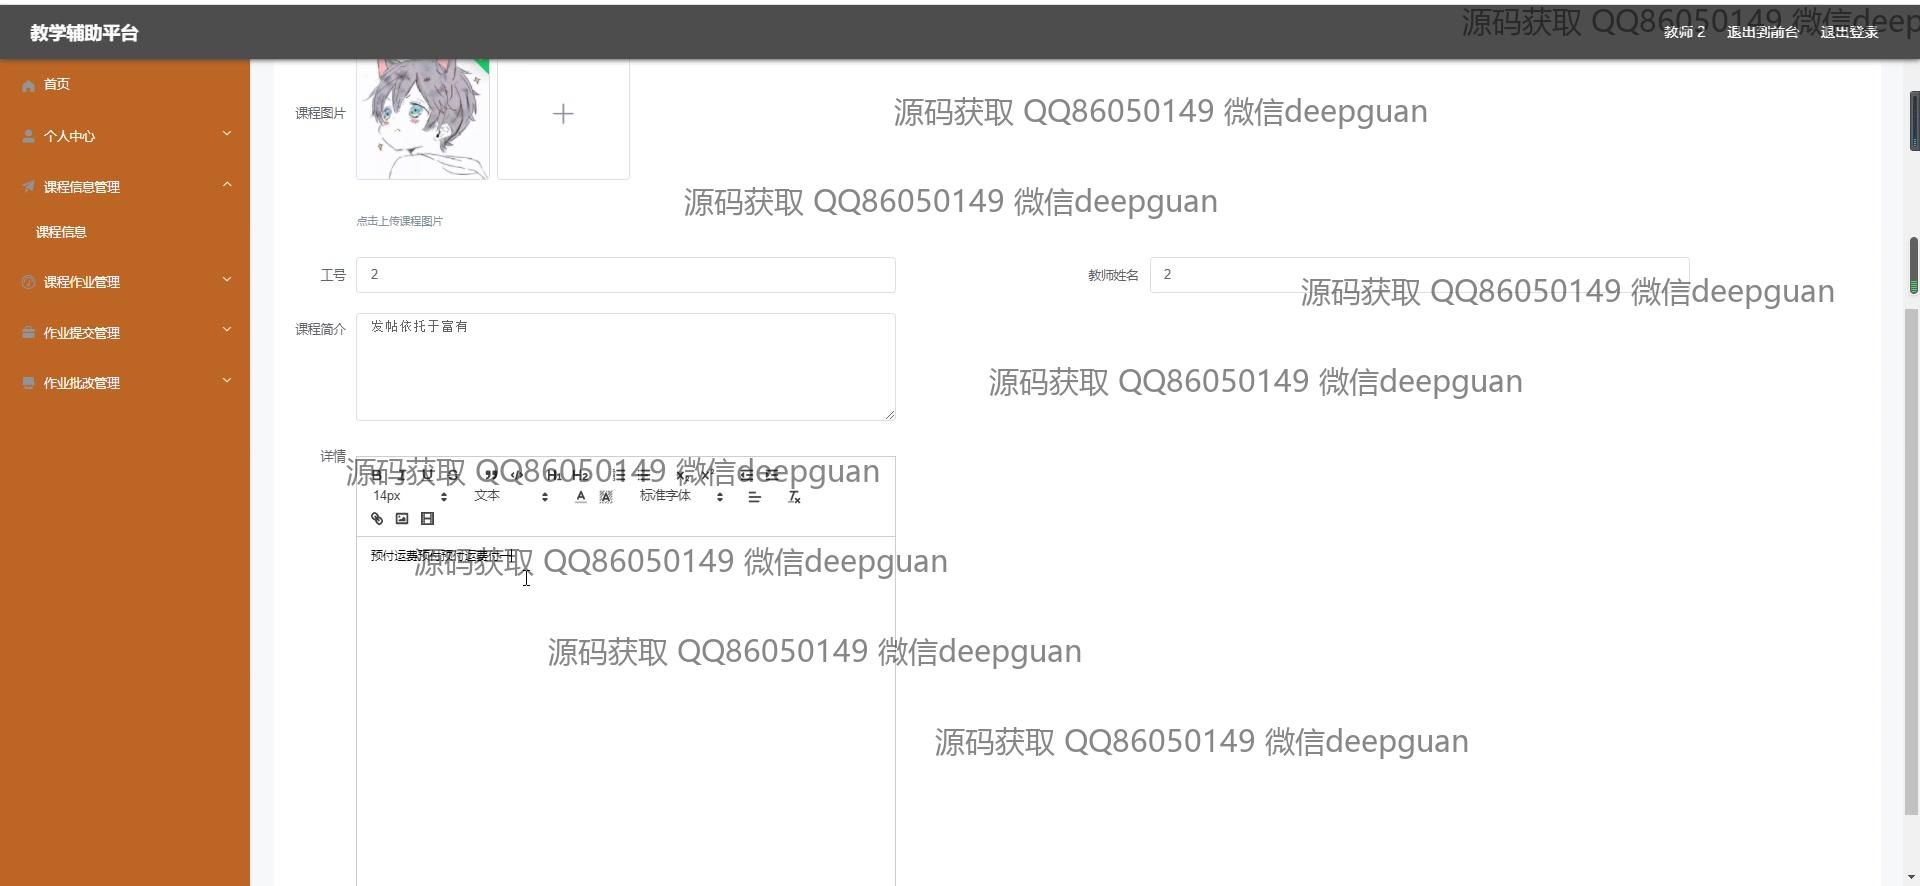 教学辅助平台
源码获取 QQ86050149 微信deep
教师 2 退出到前台 退出登录
首页
个人中心
课程信息管理
课程信息
课程作业管理
作业提交管理
作业批改管理
课程图片
源码获取 QQ86050149 微信deepguan
源码获取 QQ86050149 微信deepguan
点击上传课程图片
工号 2
教师姓名 2
源码获取 QQ86050149 微信deepguan
课程简介 发帖依托于富有
源码获取 QQ86050149 微信deepguan
详情
源码获取 QQ86050149 微信deepguan
14px 文本 标准字体
预付运费
源码获取 QQ86050149 微信deepguan
源码获取 QQ86050149 微信deepguan
源码获取 QQ86050149 微信deepguan